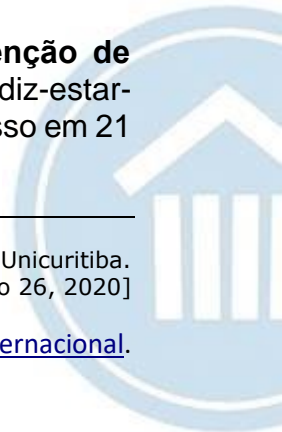 enção de
diz-estar-
sso em 21
Unicuritiba.
o 26, 2020]
ernacional.